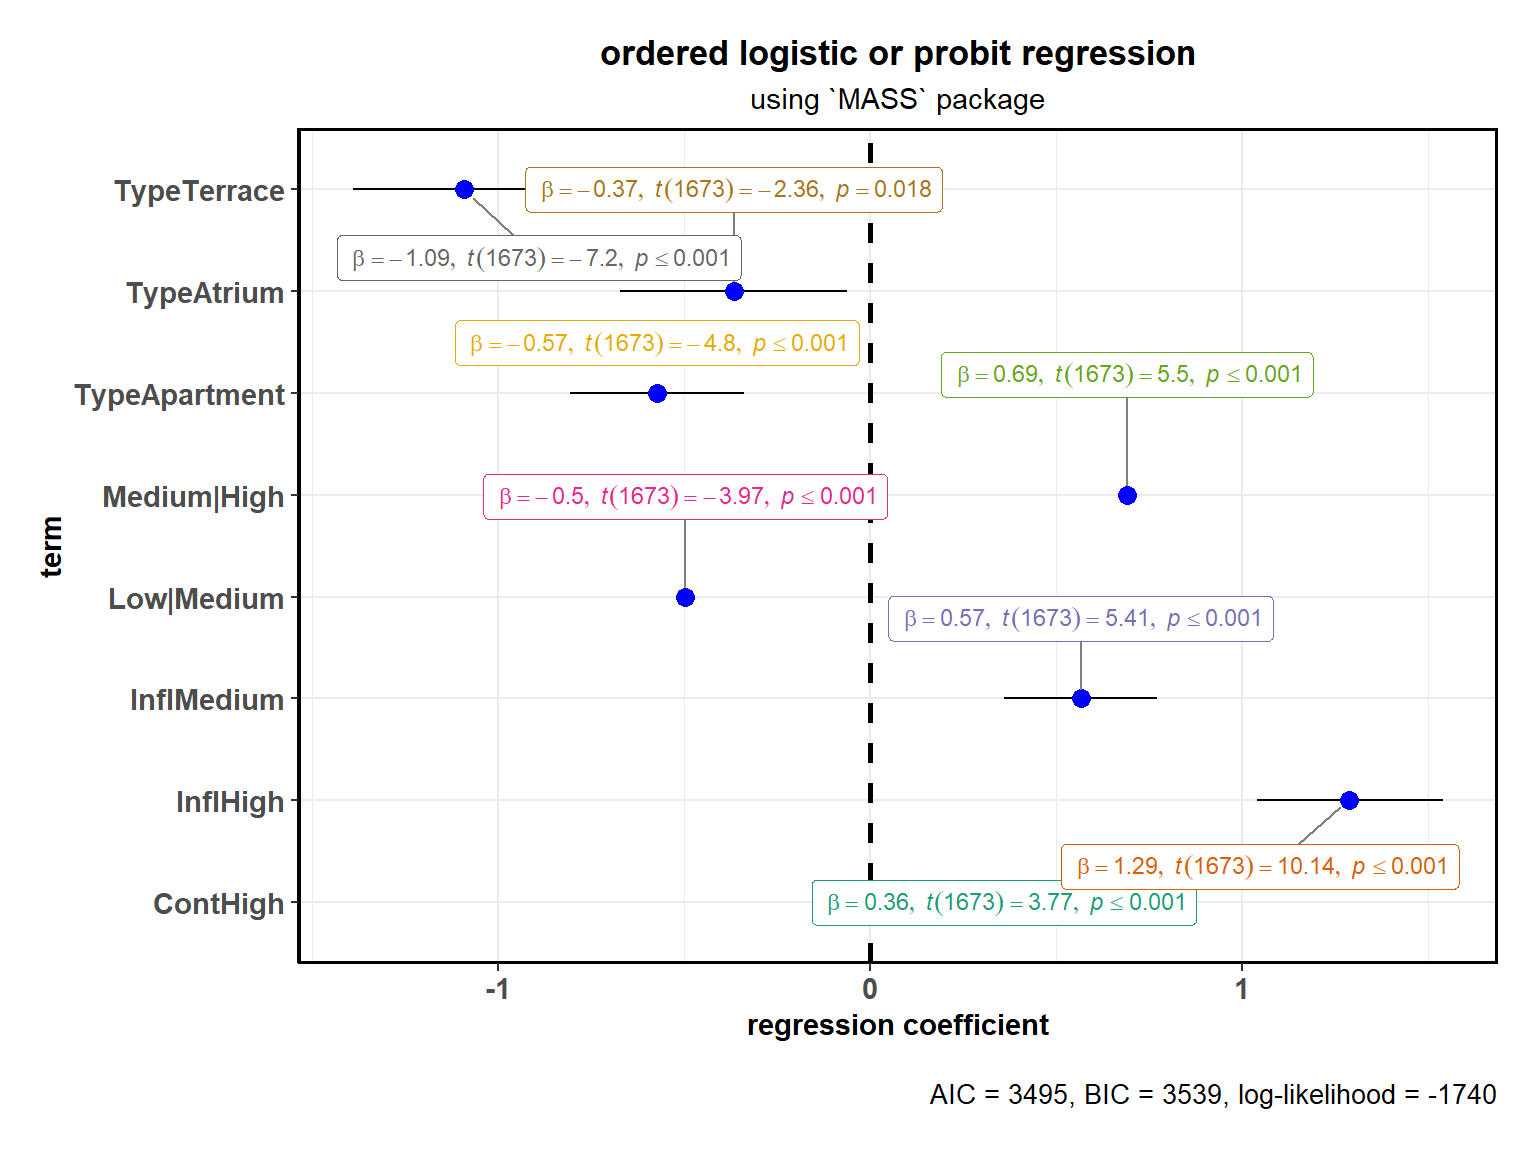 ordered logistic or probit regression
using `MASS` package
TypeTerrace
β = −0.37, t(1673) = −2.36, p = 0.018
β = −1.09, t(1673) = −7.2, p ≤ 0.001
TypeAtrium
β = −0.57, t(1673) = −4.8, p ≤ 0.001
β = 0.69, t(1673) = 5.5, p ≤ 0.001
TypeApartment
Medium|High
β = −0.5, t(1673) = −3.97, p ≤ 0.001
term
Low|Medium
β = 0.57, t(1673) = 5.41, p ≤ 0.001
InflMedium
InflHigh
β = 1.29, t(1673) = 10.14, p ≤ 0.001
ContHigh
β = 0.36, t(1673) = 3.77, p ≤ 0.001
-1 0 1
regression coefficient
AIC = 3495, BIC = 3539, log-likelihood = -1740